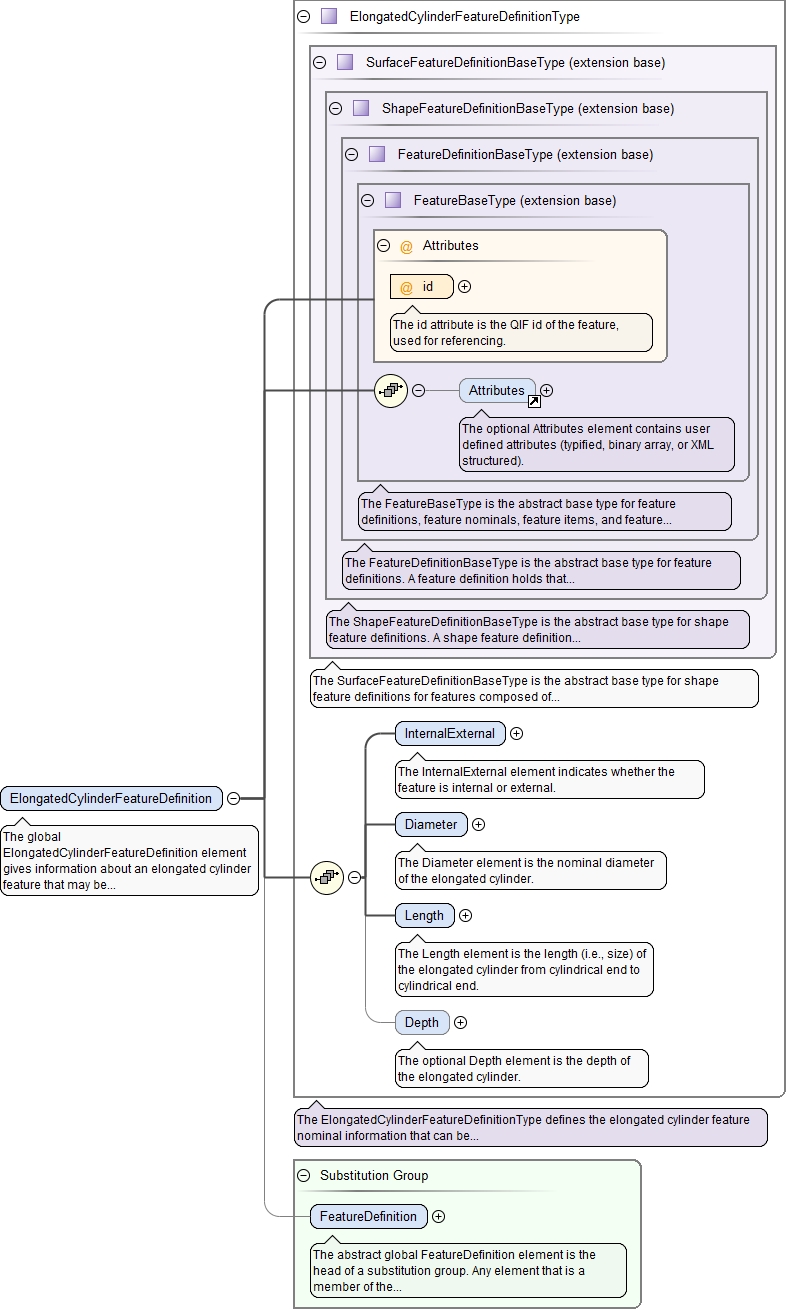 ElongatedCylinderFeatureDefinitionType
SurfaceFeatureDefinitionBaseType (extension base)
ShapeFeatureDefinitionBaseType (extension base)
FeatureDefinitionBaseType (extension base)
FeatureBaseType (extension base)
@ Attributes
@ id
The id attribute is the QIF id of the feature,
used for referencing.
Attributes
The optional Attributes element contains user
defined attributes (typified, binary array, or XML
structured).
The FeatureBaseType is the abstract base type for feature
definitions, feature nominals, feature items, and feature...
The FeatureDefinitionBaseType is the abstract base type for feature
definitions. A feature definition holds that...
The ShapeFeatureDefinitionBaseType is the abstract base type for shape
feature definitions. A shape feature definition...
The SurfaceFeatureDefinitionBaseType is the abstract base type for shape
feature definitions for features composed of...
InternalExternal
The InternalExternal element indicates whether the
feature is internal or external.
ElongatedCylinderFeatureDefinition
The global
ElongatedCylinderFeatureDefinition element
gives information about an elongated cylinder
feature that may be...
Diameter
The Diameter element is the nominal diameter
of the elongated cylinder.
Length
The Length element is the length (i.e., size) of
the elongated cylinder from cylindrical end to
cylindrical end.
Depth
The optional Depth element is the depth of
the elongated cylinder.
The ElongatedCylinderFeatureDefinitionType defines the elongated cylinder feature
nominal information that can be...
Substitution Group
FeatureDefinition
The abstract global FeatureDefinition element is the
head of a substitution group. Any element that is a
member of the...